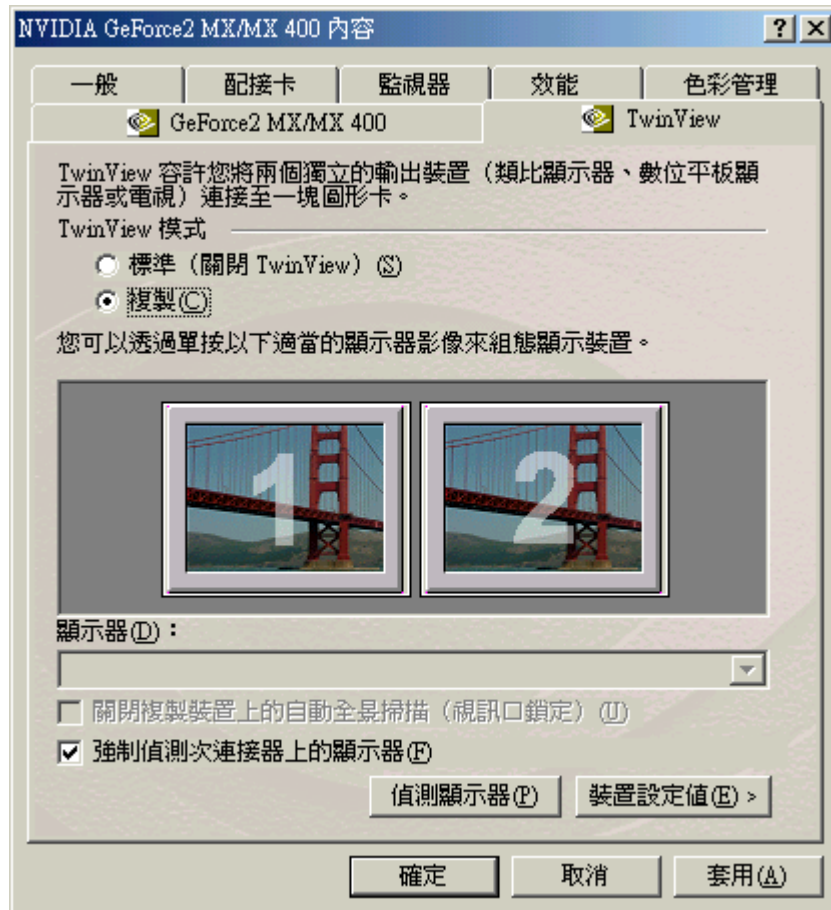 NVIDIA GeForce2 MX/MX 400 內容
一般
配接卡
監視器
效能
色彩管理
GeForce2 MX/MX 400
TwinView
TwinView 容許您將兩個獨立的輸出裝置（類比顯示器、數位平板顯
示器或電視）連接至一塊圖形卡。
TwinView 模式
標準（關閉 TwinView）(S)
複製(C)
您可以透過單按以下適當的顯示器影像來組態顯示裝置。
1
2
顯示器(D)：
關閉複製裝置上的自動全景掃描（視訊口鎖定）(U)
強制偵測次連接器上的顯示器(F)
偵測顯示器(P)
裝置設定值(E) >
確定
取消
套用(A)